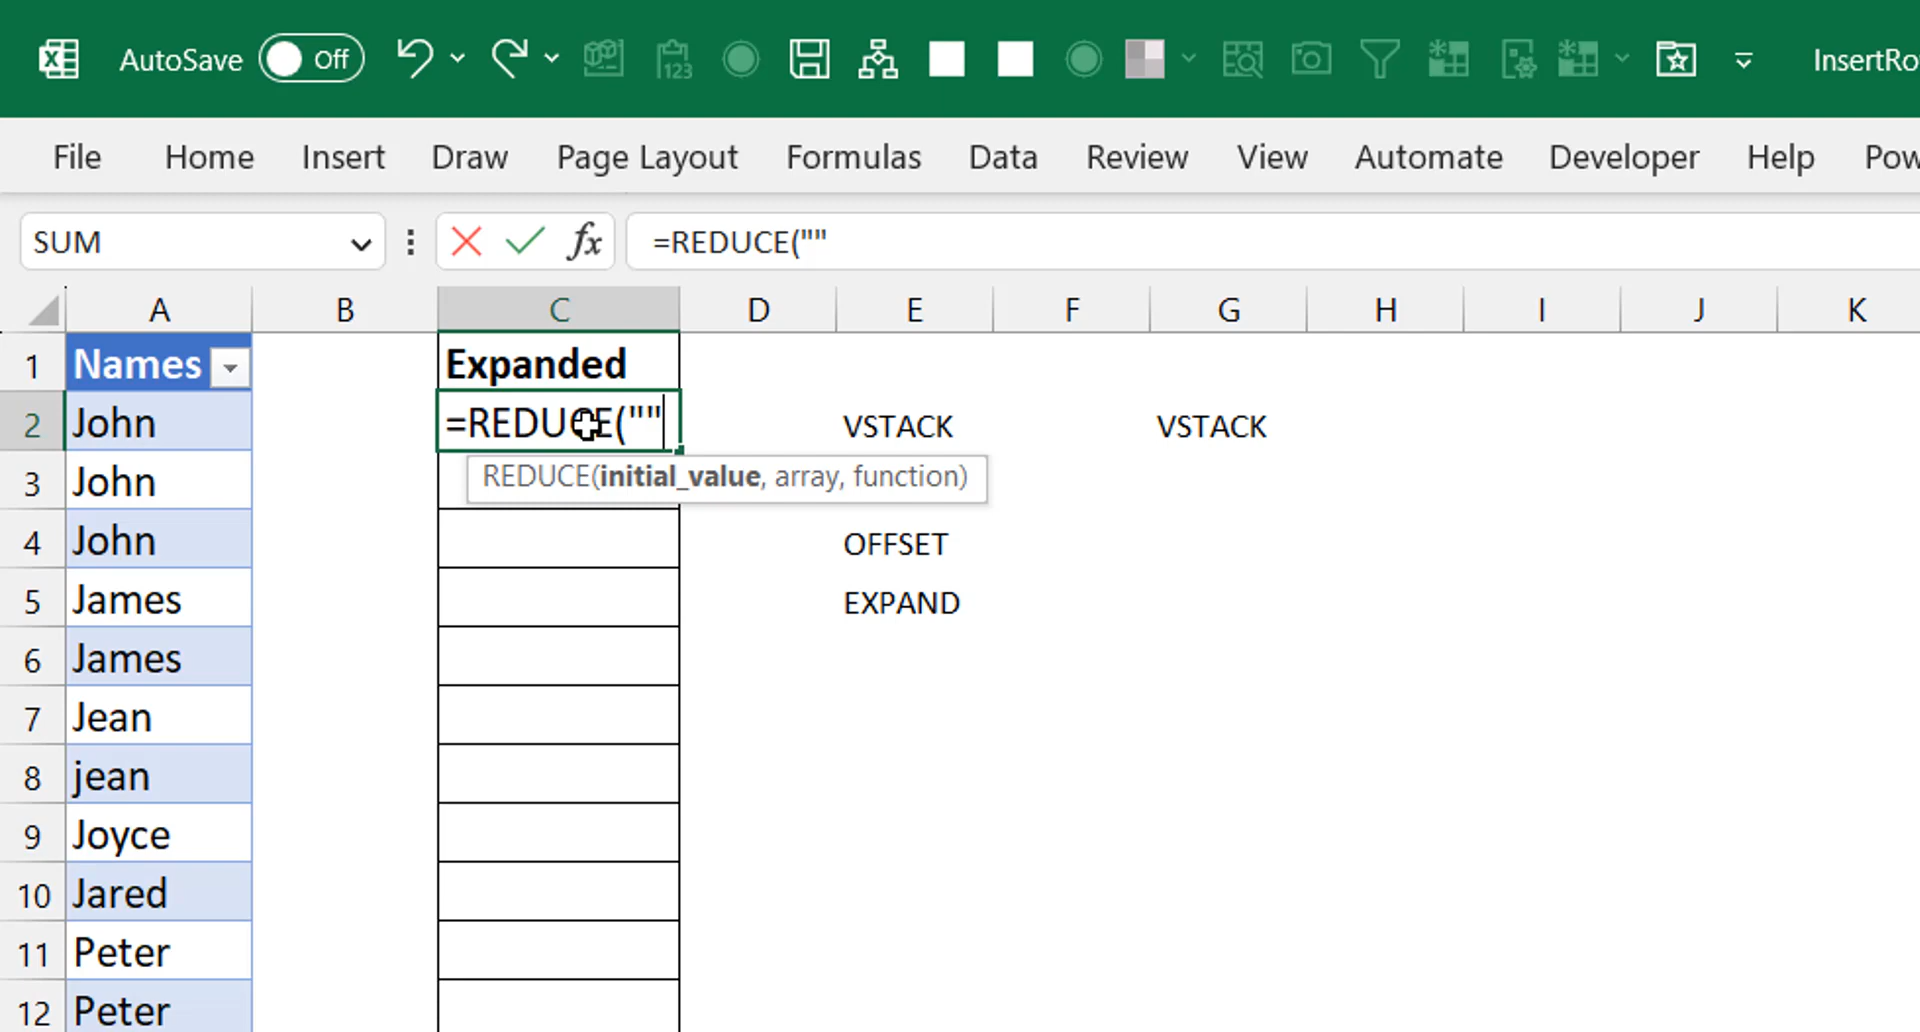 AutoSave Off InsertRo
File Home Insert Draw Page Layout Formulas Data Review View Automate Developer Help Pow
SUM fx =REDUCE(""
A B C D E F G H I J K
1 Names Expanded
2 John =REDUCE("" VSTACK VSTACK
REDUCE(initial_value, array, function)
3 John
4 John OFFSET
5 James EXPAND
6 James
7 Jean
8 jean
9 Joyce
10 Jared
11 Peter
12 Peter